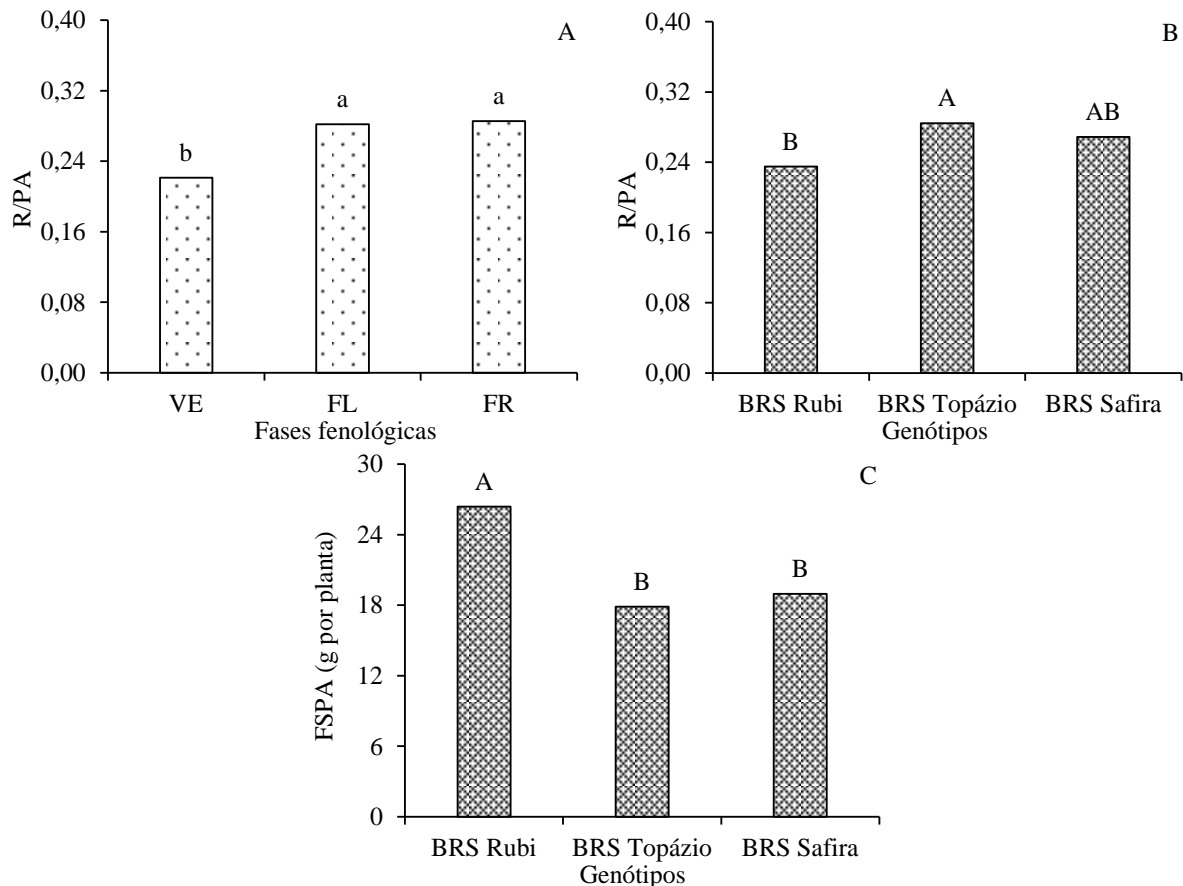 A
0,40
0,32
0,24
0,16
0,08
0,00
R/PA
b
a
a
VE FL FR
Fases fenológicas
B
0,40
0,32
0,24
0,16
0,08
0,00
R/PA
B
A
AB
BRS Rubi BRS Topázio BRS Safira
Genótipos
C
30
24
18
12
6
0
FSPA (g por planta)
A
B
B
BRS Rubi BRS Topázio BRS Safira
Genótipos